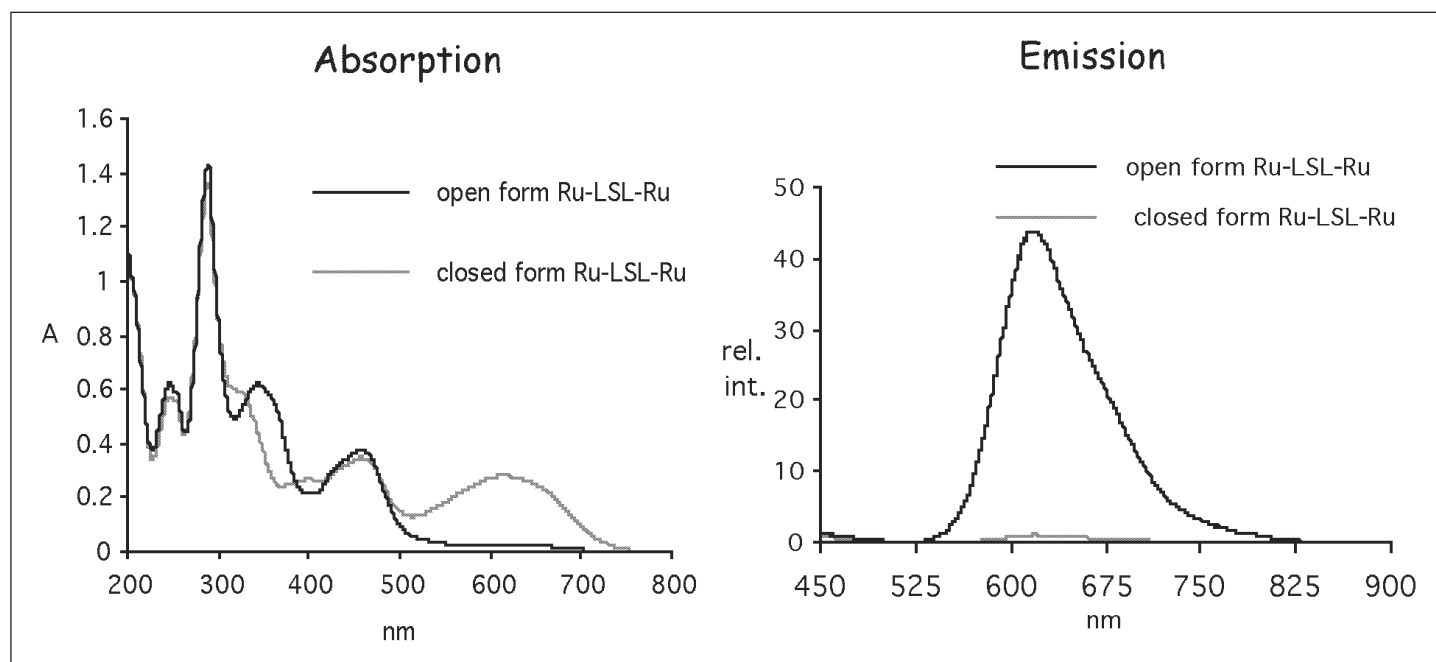 Absorption
1.6
1.4
1.2
1
A
0.8
0.6
0.4
0.2
0
200 300 400 500 600 700 800
nm
open form Ru-LSL-Ru
closed form Ru-LSL-Ru
Emission
open form Ru-LSL-Ru
closed form Ru-LSL-Ru
50
40
30
rel.
int.
20
10
0
450 525 600 675 750 825 900
nm